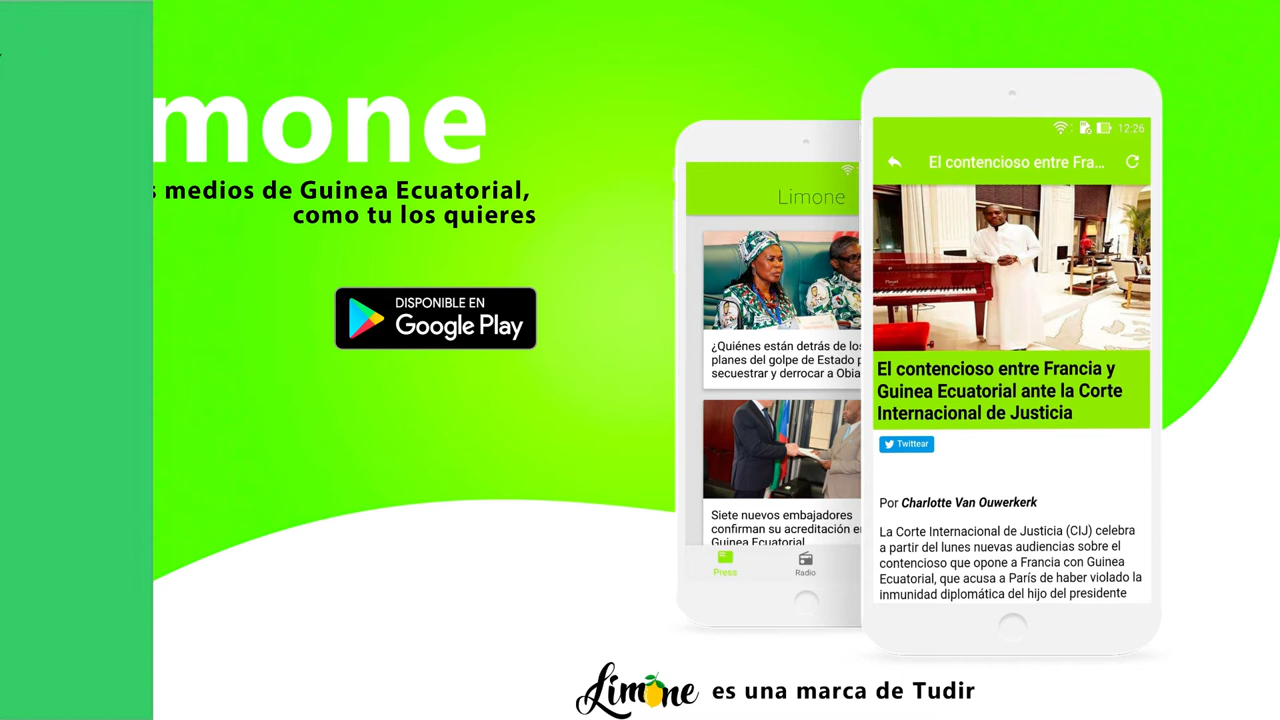 mone
medios de Guinea Ecuatorial,
como tu los quieres
DISPONIBLE EN
Google Play
Limone
¿Quiénes están detrás de los
planes del golpe de Estado
secuestrar y derrocar a Obia
Siete nuevos embajadores
confirman su acreditación
Guinea Ecuatorial
Press
Radio
12:26
El contencioso entre Fra...
El contencioso entre Francia y
Guinea Ecuatorial ante la Corte
Internacional de Justicia
Twittear
Por Charlotte Van Ouwerkerk
La Corte Internacional de Justicia (CIJ) celebra
a partir del lunes nuevas audiencias sobre el
contencioso que opone a Francia con Guinea
Ecuatorial, que acusa a París de haber violado la
inmunidad diplomática del hijo del presidente
Limone es una marca de Tudir